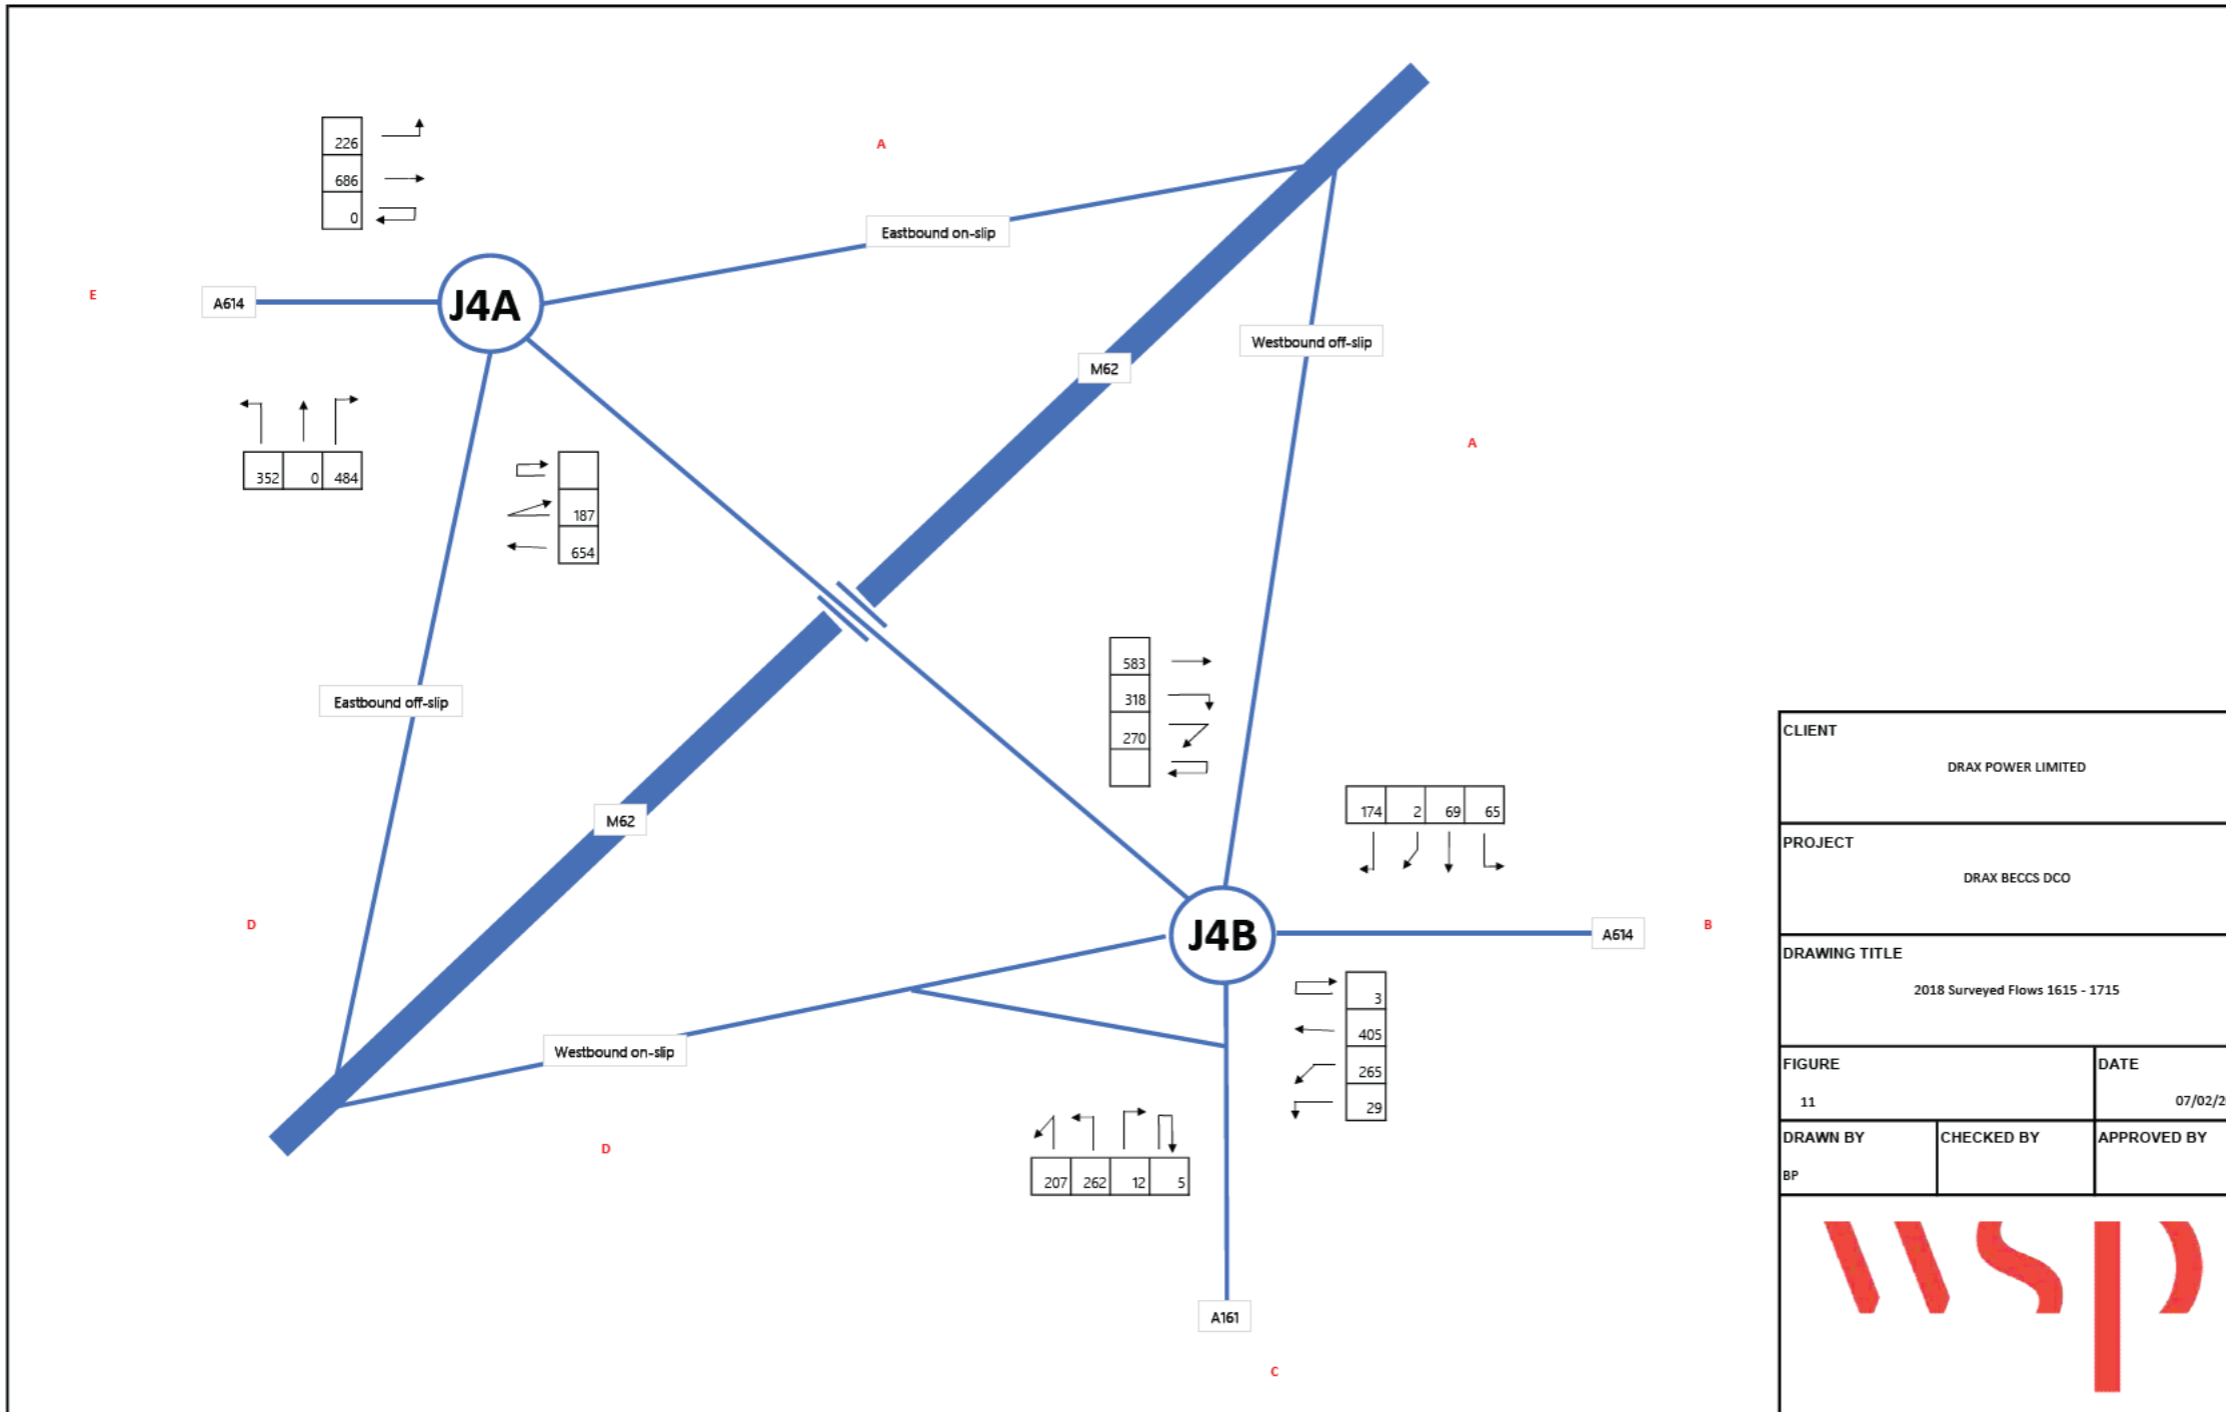 226
A
686
0
Eastbound on-slip
E
A614
J4A
Westbound off-slip
M62
A
352 0 484
187
654
583
318
270
Eastbound off-slip
174 2 69 65
M62
D
J4B
A614
B
3
405
265
29
Westbound on-slip
D
207 262 12 5
A161
C
CLIENT
DRAX POWER LIMITED
PROJECT
DRAX BECCS DCO
DRAWING TITLE
2018 Surveyed Flows 1615 - 1715
FIGURE
11
DATE
07/02/2
DRAWN BY
BP
CHECKED BY
APPROVED BY
wsp